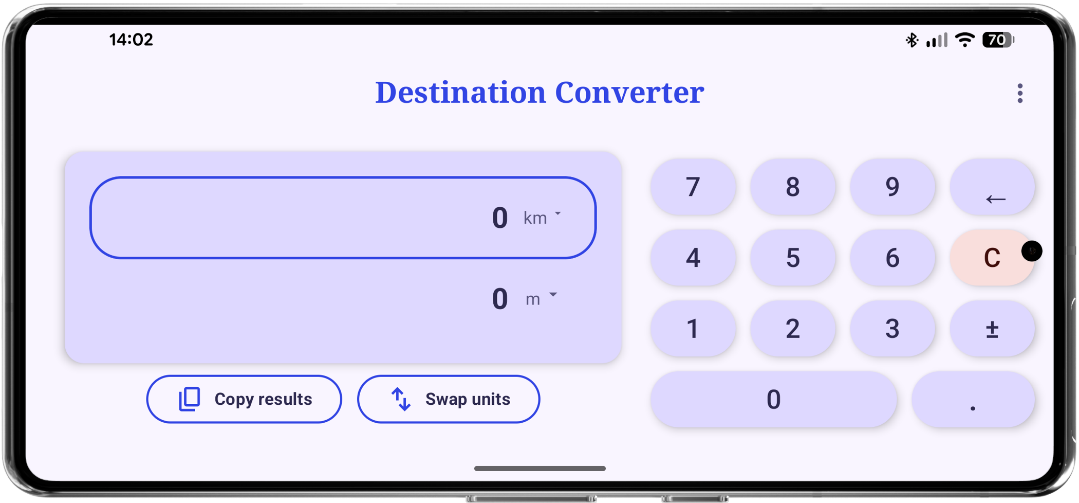 14:02
70
Destination Converter
0 km
0 m
Copy results
Swap units
7 8 9 ←
4 5 6 C
1 2 3 ±
0 .